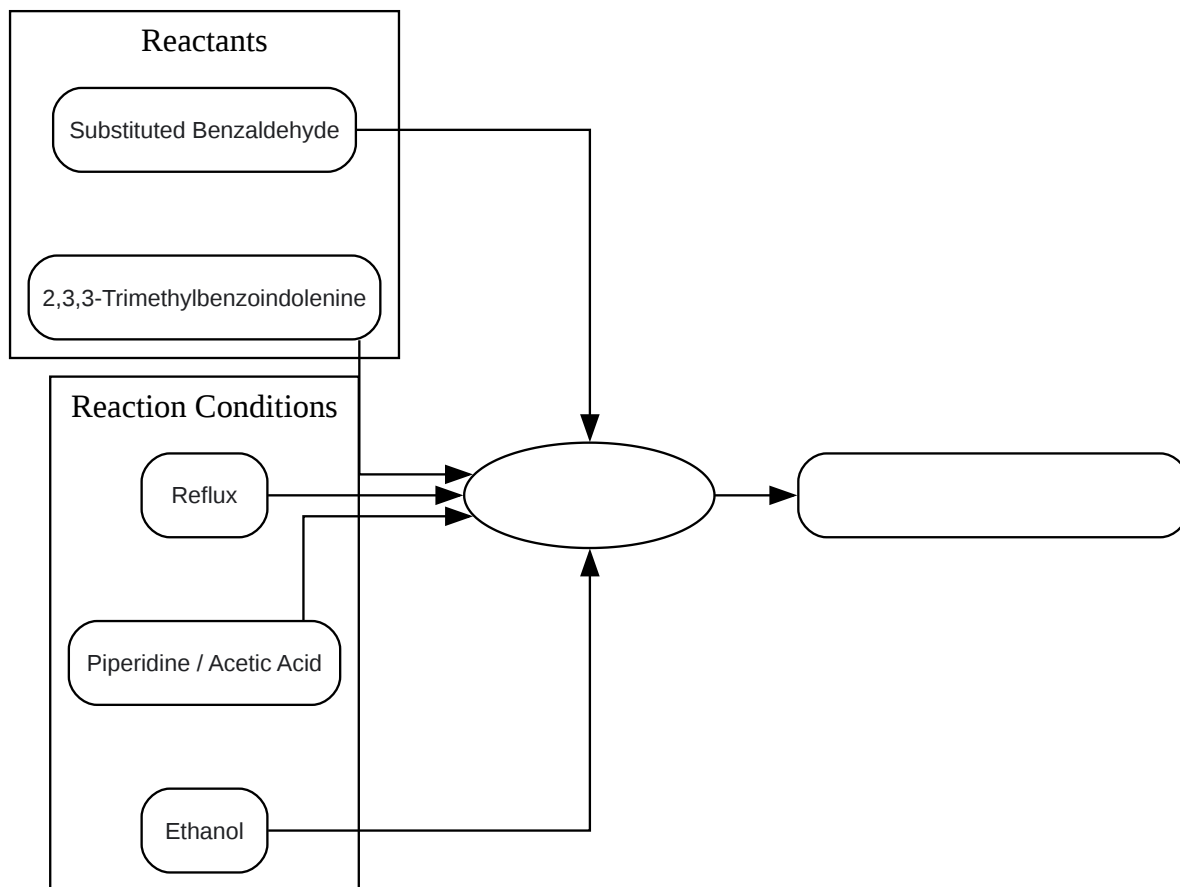 Reactants
Substituted Benzaldehyde
2,3,3-Trimethylbenzoindolenine
Reaction Conditions
Reflux
Piperidine / Acetic Acid
Ethanol